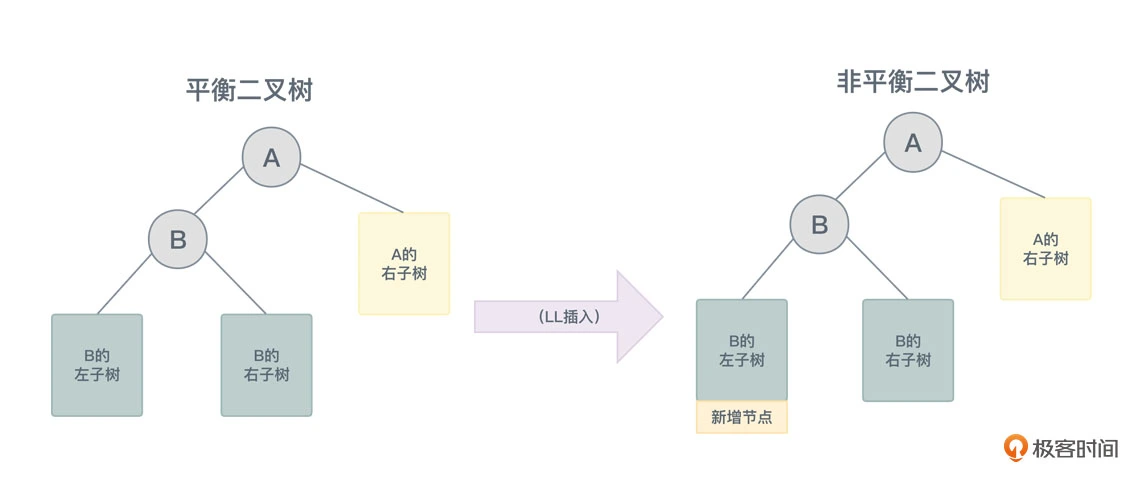 平衡二叉树
A
B
A的
右子树
B的
左子树
B的
右子树
（LL插入）
非平衡二叉树
A
B
A的
右子树
B的
左子树
B的
右子树
新增节点
极客时间